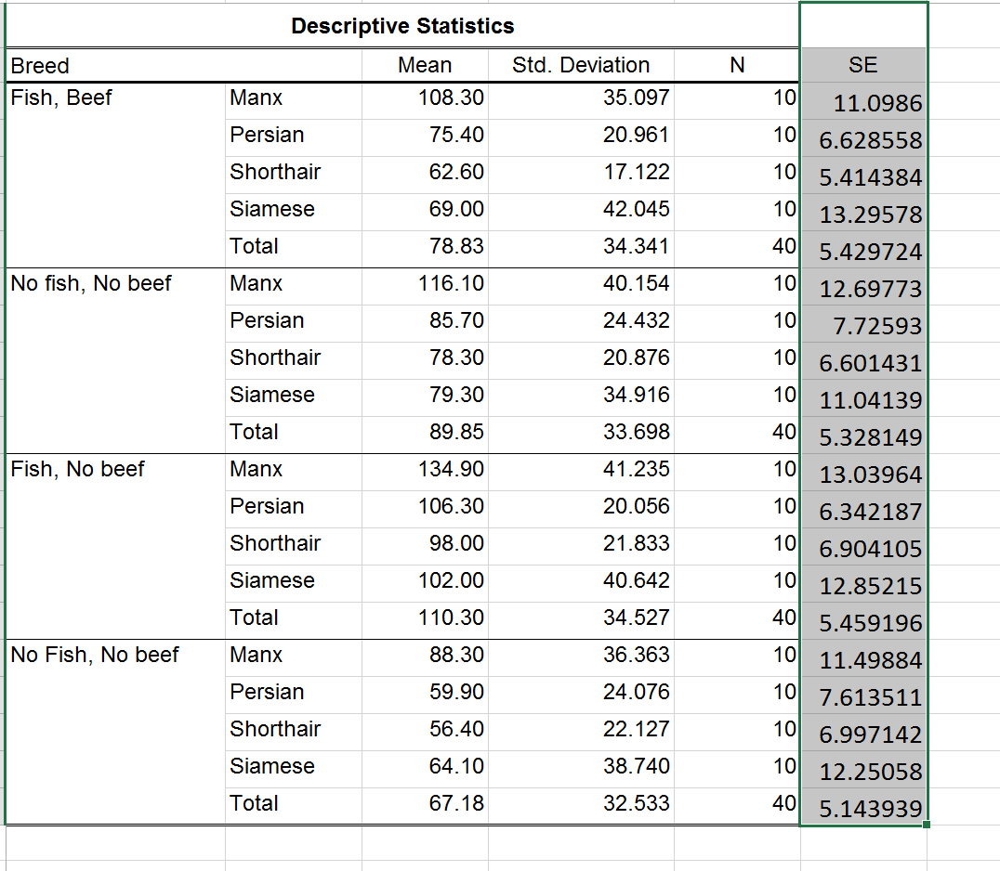 Descriptive Statistics
Breed Mean Std. Deviation N SE
Fish, Beef Manx 108.30 35.097 10 11.0986
Persian 75.40 20.961 10 6.628558
Shorthair 62.60 17.122 10 5.414384
Siamese 69.00 42.045 10 13.29578
Total 78.83 34.341 40 5.429724
No fish, No beef Manx 116.10 40.154 10 12.69773
Persian 85.70 24.432 10 7.72593
Shorthair 78.30 20.876 10 6.601431
Siamese 79.30 34.916 10 11.04139
Total 89.85 33.698 40 5.328149
Fish, No beef Manx 134.90 41.235 10 13.03964
Persian 106.30 20.056 10 6.342187
Shorthair 98.00 21.833 10 6.904105
Siamese 102.00 40.642 10 12.85215
Total 110.30 34.527 40 5.459196
No Fish, No beef Manx 88.30 36.363 10 11.49884
Persian 59.90 24.076 10 7.613511
Shorthair 56.40 22.127 10 6.997142
Siamese 64.10 38.740 10 12.25058
Total 67.18 32.533 40 5.143939